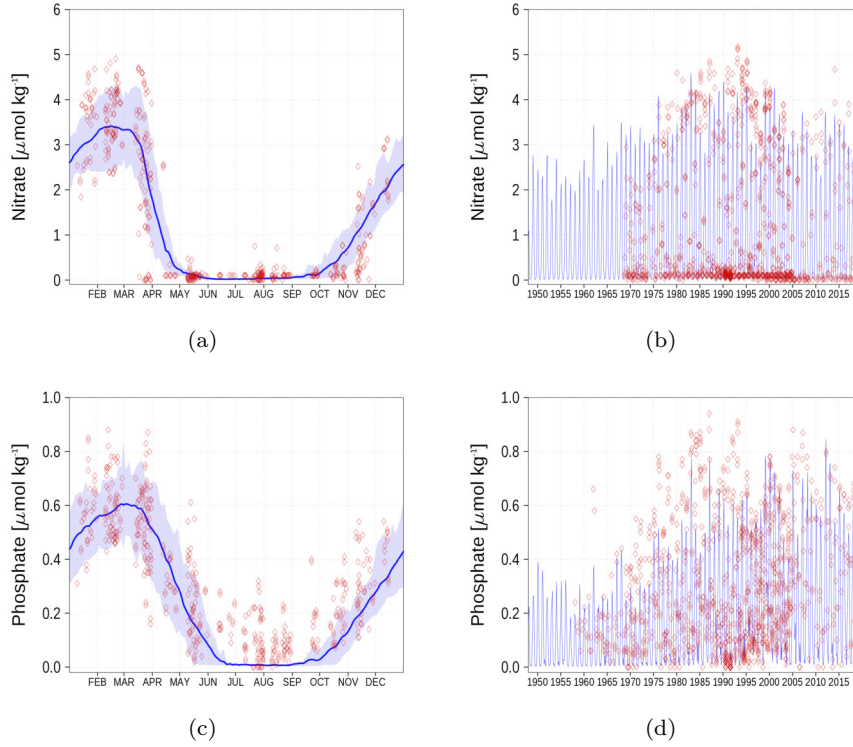 6
5
4
3
2
1
0
Nitrate [μmol kg⁻¹]
FEB MAR APR MAY JUN JUL AUG SEP OCT NOV DEC
(a)
6
5
4
3
2
1
0
Nitrate [μmol kg⁻¹]
1950 1955 1960 1965 1970 1975 1980 1985 1990 1995 2000 2005 2010 2015
(b)
1.0
0.8
0.6
0.4
0.2
0.0
Phosphate [μmol kg⁻¹]
FEB MAR APR MAY JUN JUL AUG SEP OCT NOV DEC
(c)
1.0
0.8
0.6
0.4
0.2
0.0
Phosphate [μmol kg⁻¹]
1950 1955 1960 1965 1970 1975 1980 1985 1990 1995 2000 2005 2010 2015
(d)